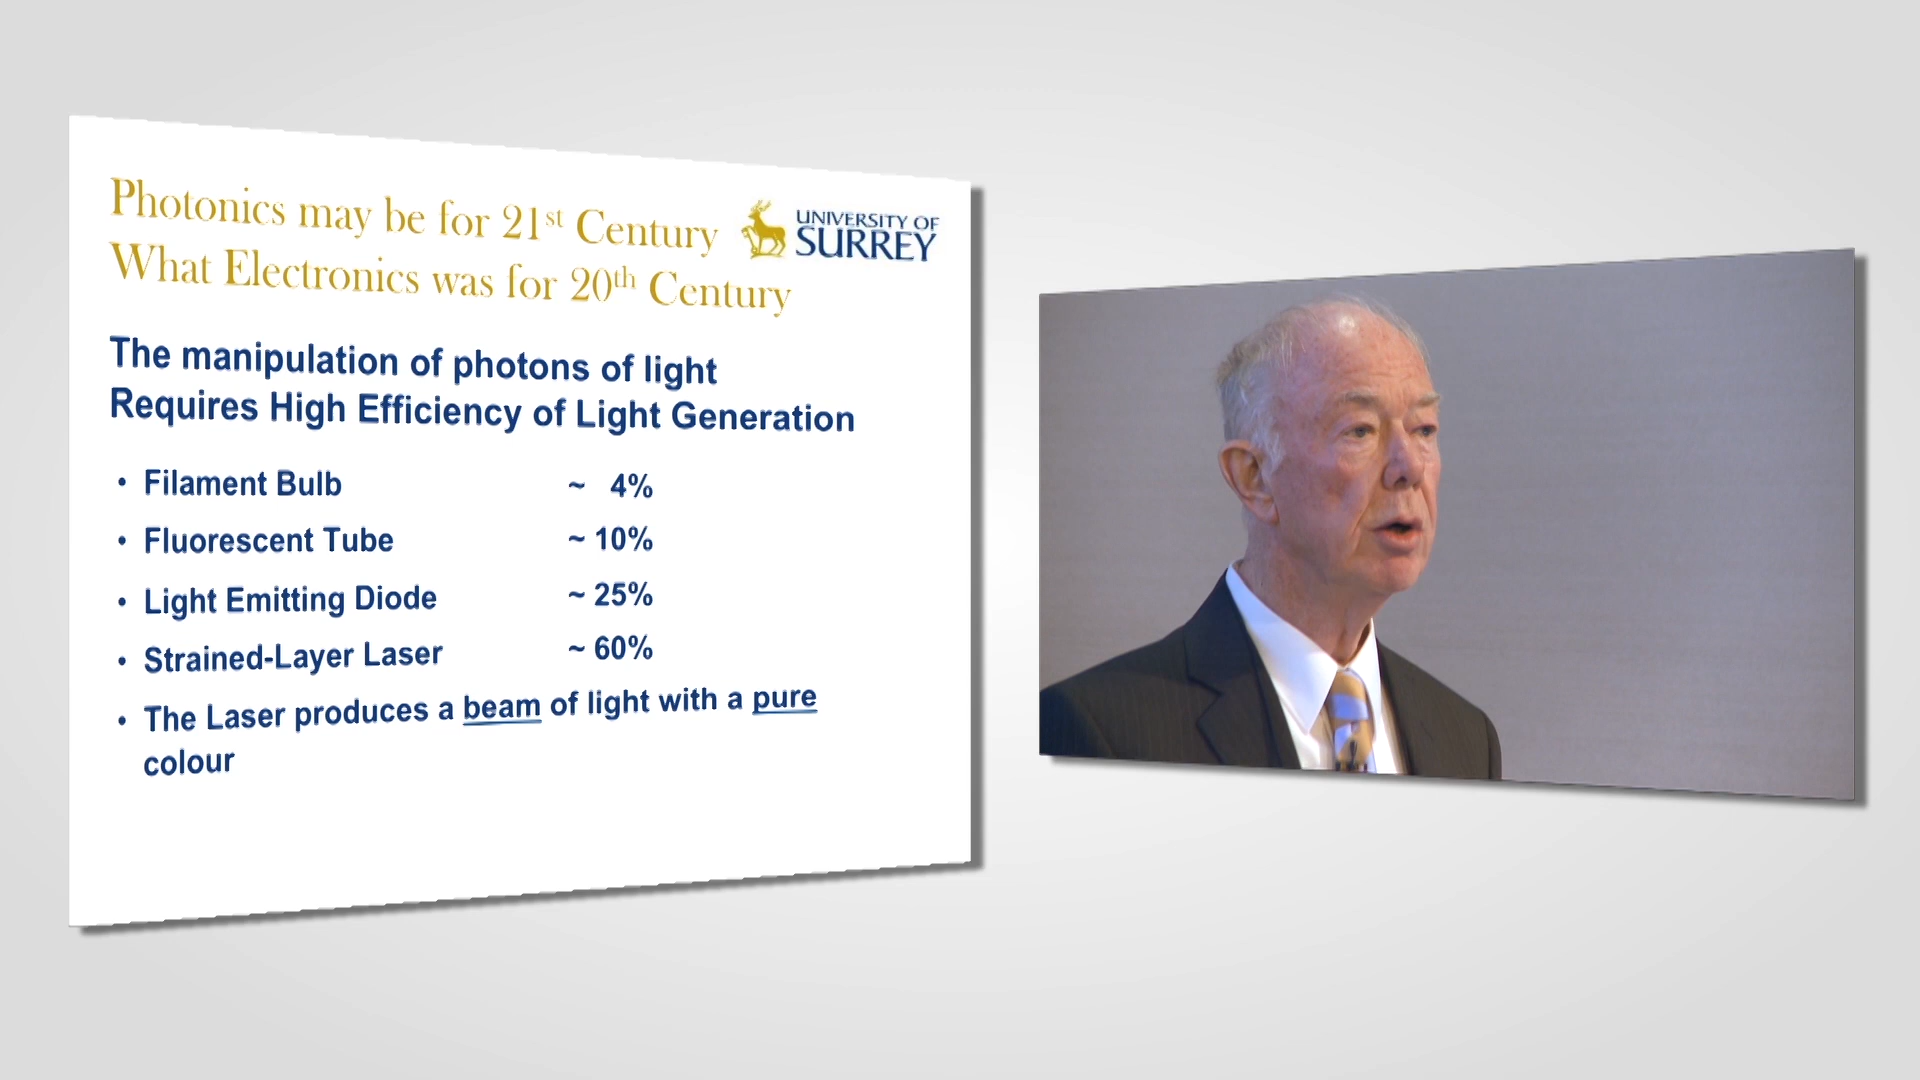 Photonics may be for 21st Century
What Electronics was for 20th Century
UNIVERSITY OF
SURREY
The manipulation of photons of light
Requires High Efficiency of Light Generation
• Filament Bulb ~ 4%
• Fluorescent Tube ~ 10%
• Light Emitting Diode ~ 25%
• Strained-Layer Laser ~ 60%
• The Laser produces a beam of light with a pure
colour